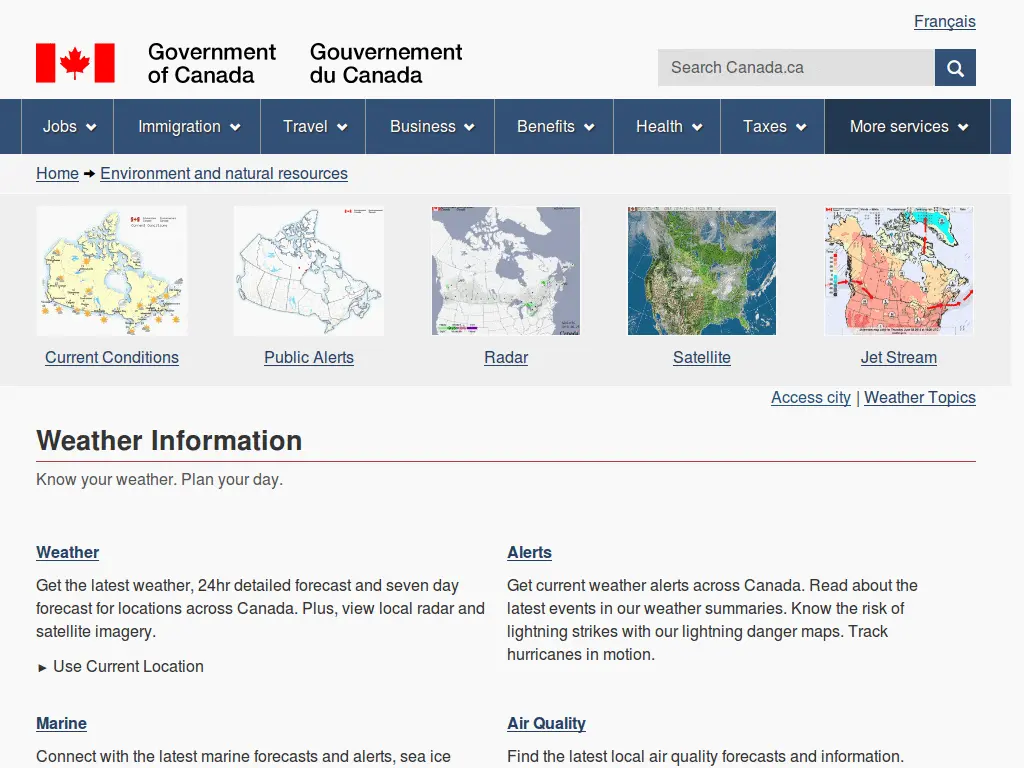 Français
Government of Canada
Gouvernement du Canada
Search Canada.ca
Jobs Immigration Travel Business Benefits Health Taxes More services
Home Environment and natural resources
Current Conditions Public Alerts Radar Satellite Jet Stream
Access city | Weather Topics
Weather Information
Know your weather. Plan your day.
Weather
Get the latest weather, 24hr detailed forecast and seven day
forecast for locations across Canada. Plus, view local radar and
satellite imagery.
► Use Current Location
Alerts
Get current weather alerts across Canada. Read about the
latest events in our weather summaries. Know the risk of
lightning strikes with our lightning danger maps. Track
hurricanes in motion.
Marine
Connect with the latest marine forecasts and alerts, sea ice
Air Quality
Find the latest local air quality forecasts and information.